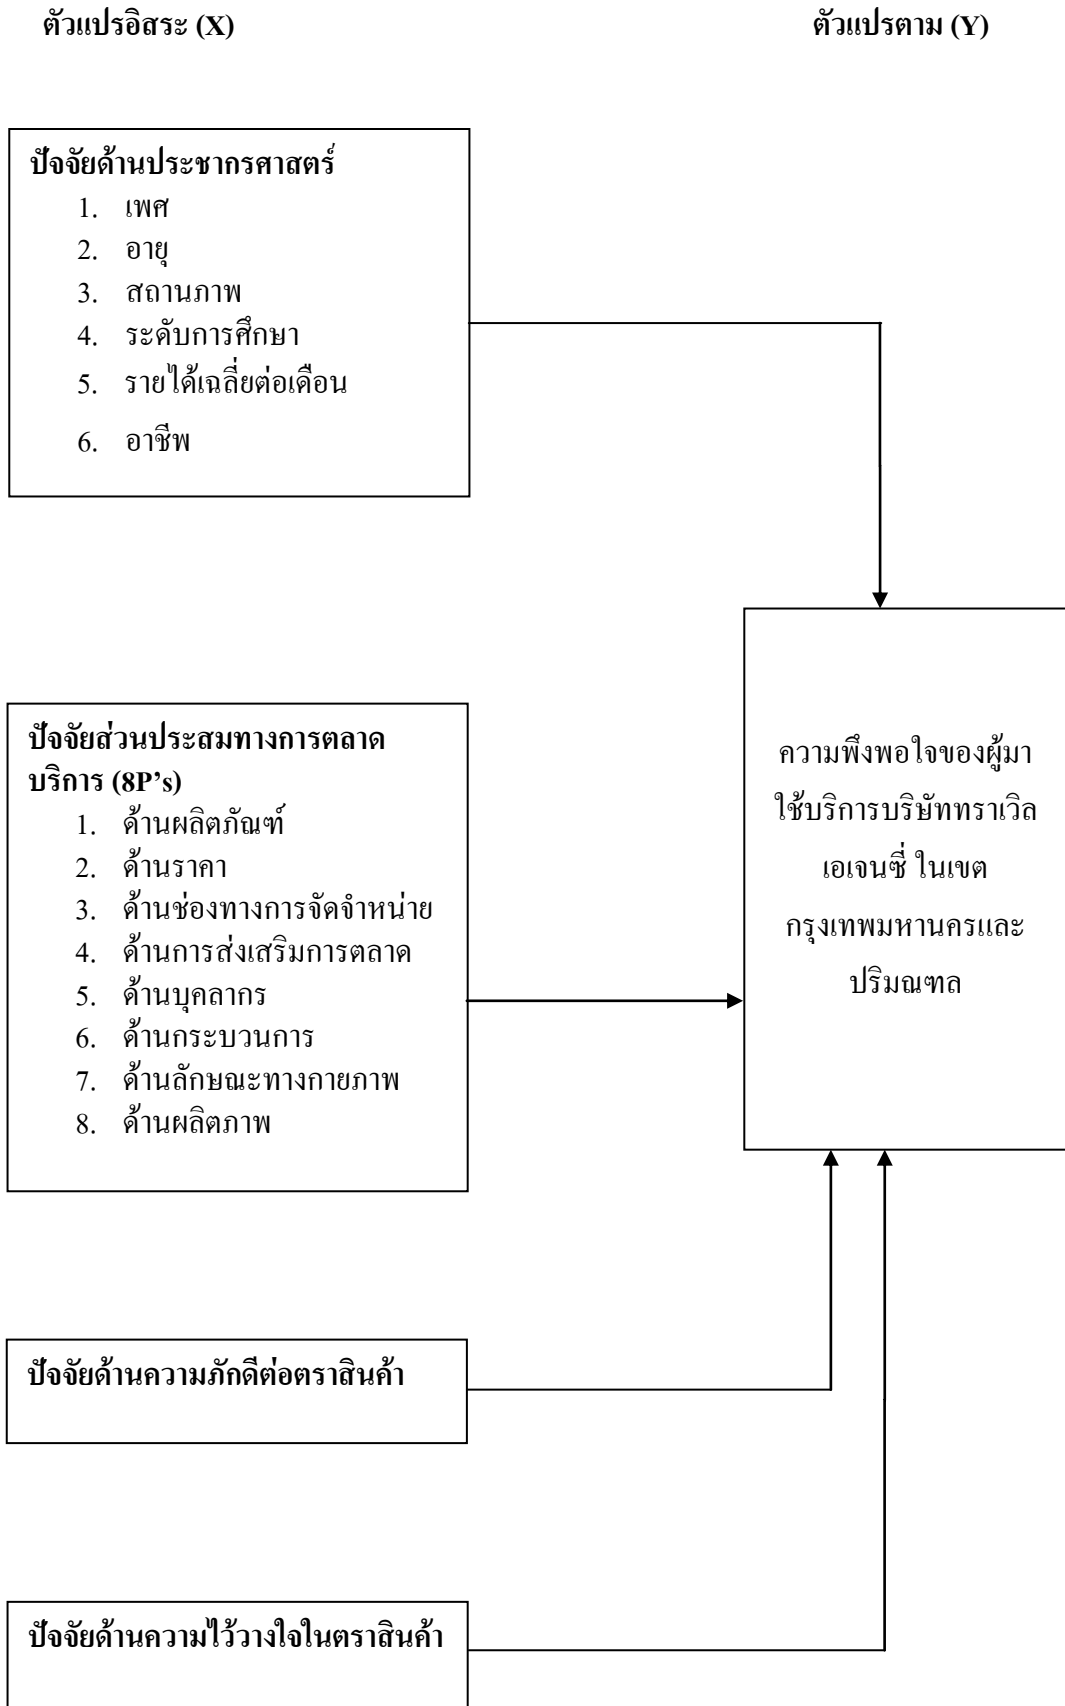 ตัวแปรอิสระ (X)
ตัวแปรตาม (Y)
ปัจจัยด้านประชากรศาสตร์
1. เพศ
2. อายุ
3. สถานภาพ
4. ระดับการศึกษา
5. รายได้เฉลี่ยต่อเดือน
6. อาชีพ
ปัจจัยส่วนประสมทางการตลาด
บริการ (8P’s)
1. ด้านผลิตภัณฑ์
2. ด้านราคา
3. ด้านช่องทางการจัดจำหน่าย
4. ด้านการส่งเสริมการตลาด
5. ด้านบุคลากร
6. ด้านกระบวนการ
7. ด้านลักษณะทางกายภาพ
8. ด้านผลิตภาพ
ความพึงพอใจของผู้มา
ใช้บริการบริษัททราเวิล
เอเจนซี่ ในเขต
กรุงเทพมหานครและ
ปริมณฑล
ปัจจัยด้านความภักดีต่อตราสินค้า
ปัจจัยด้านความไว้วางใจในตราสินค้า